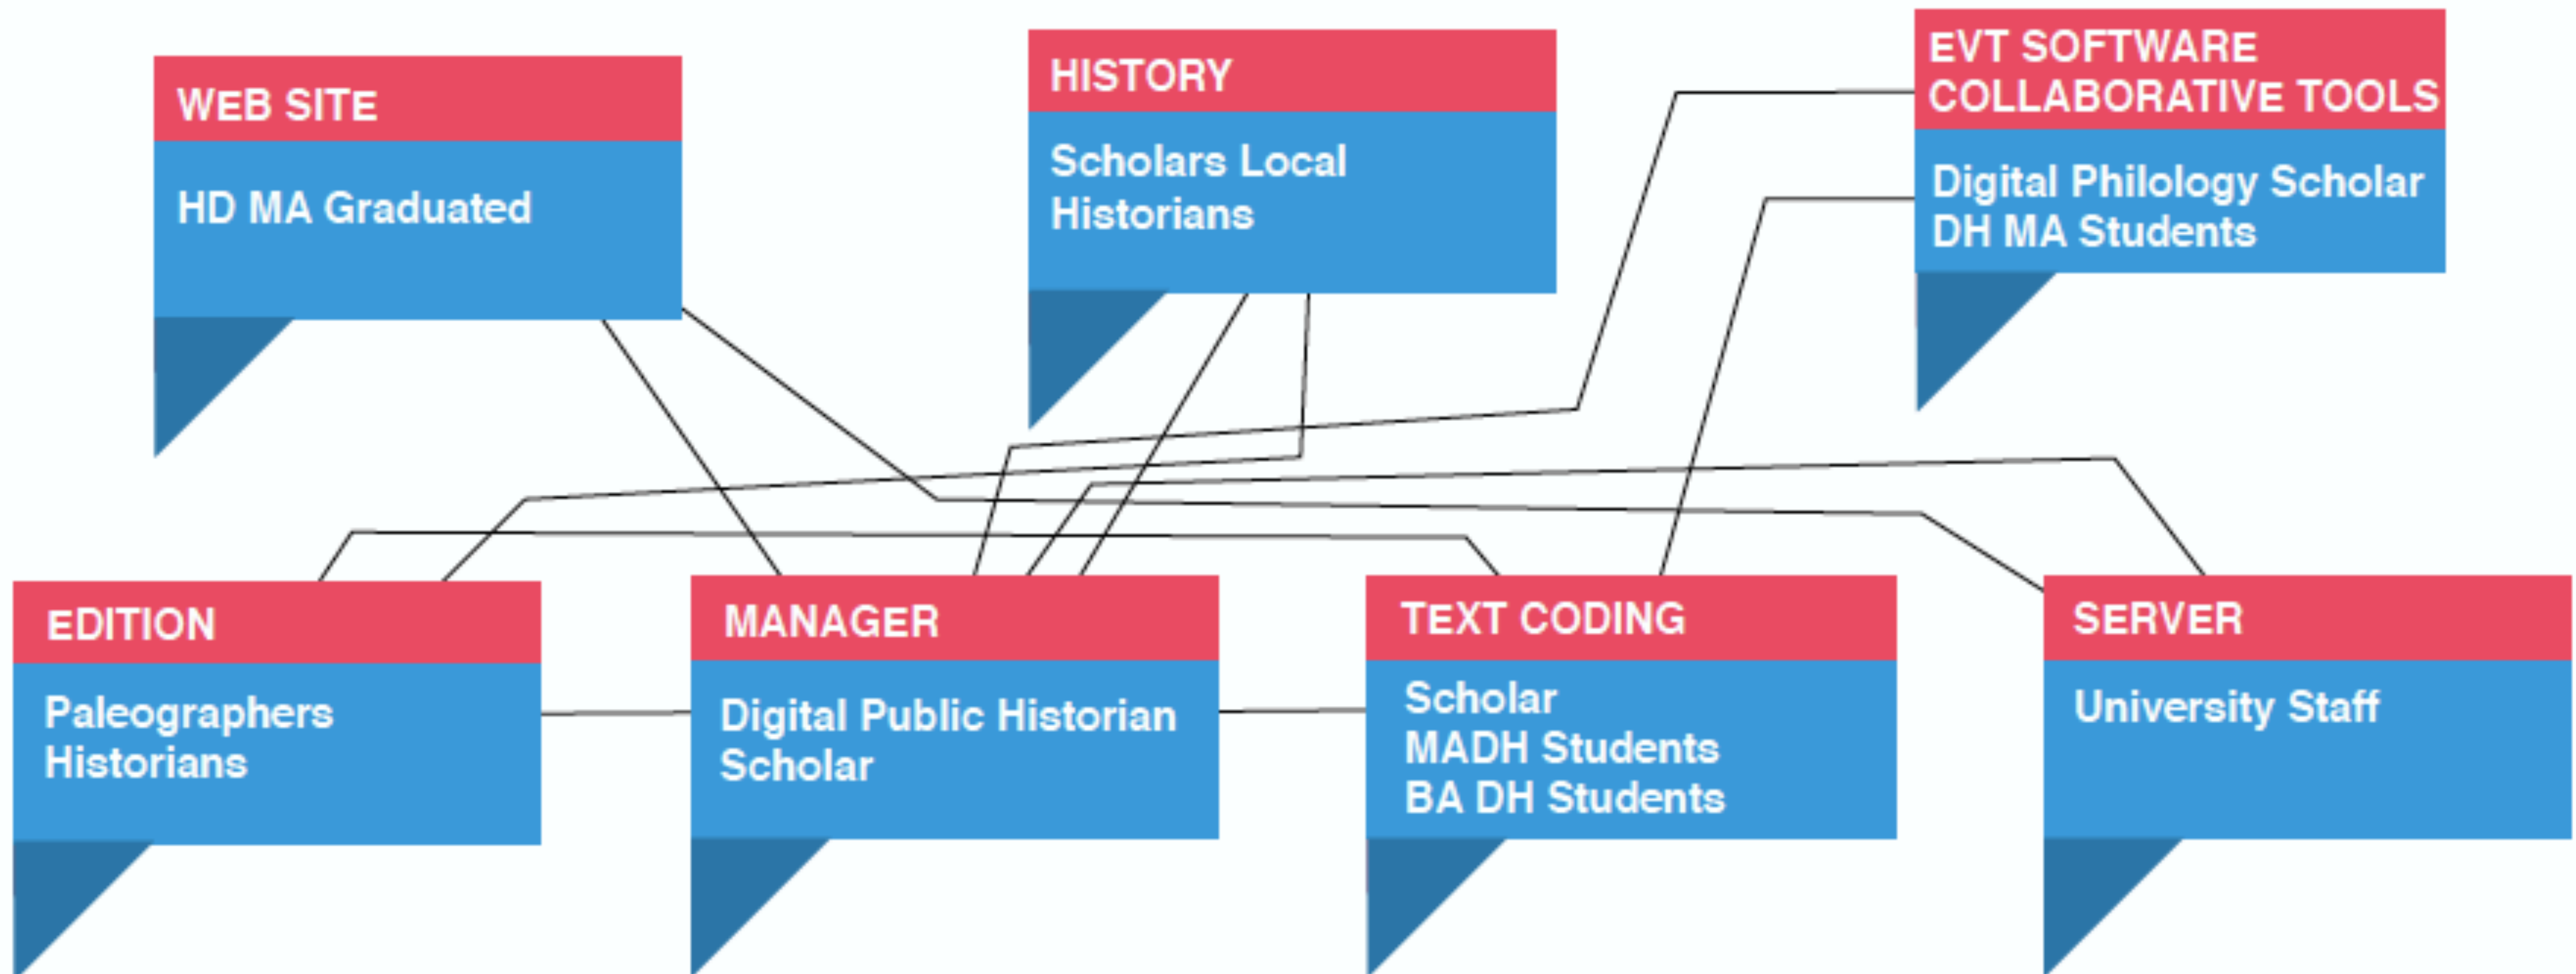 WEB SITE
HD MA Graduated
HISTORY
Scholars Local
Historians
EVT SOFTWARE
COLLABORATIVE TOOLS
Digital Philology Scholar
DH MA Students
EDITION
Paleographers
Historians
MANAGER
Digital Public Historian
Scholar
TEXT CODING
Scholar
MADH Students
BA DH Students
SERVER
University Staff